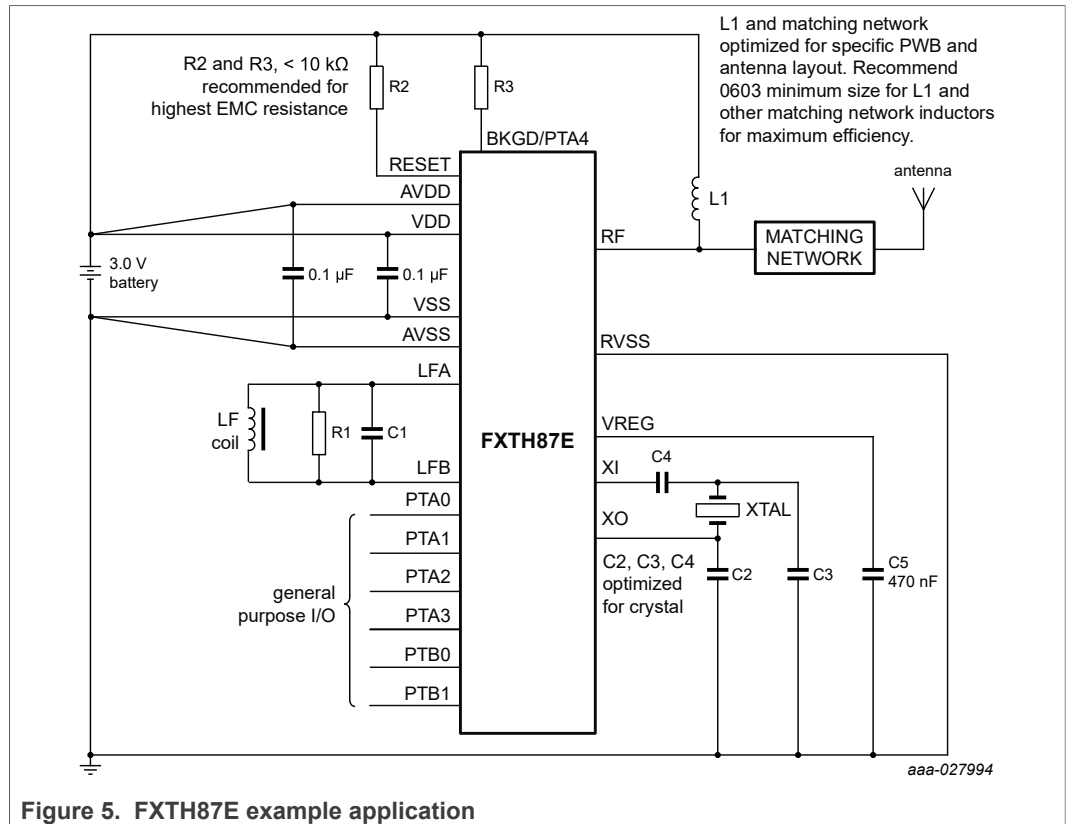 L1 and matching network
optimized for specific PWB and
antenna layout. Recommend
0603 minimum size for L1 and
other matching network inductors
for maximum efficiency.
R2 and R3, < 10 kΩ
recommended for
highest EMC resistance
R2
R3
BKGD/PTA4
RESET
AVDD
VDD
3.0 V
battery
0.1 µF
0.1 µF
VSS
AVSS
LFA
LF
coil
R1
C1
LFB
PTA0
PTA1
PTA2
PTA3
PTB0
PTB1
general
purpose I/O
FXTH87E
antenna
L1
RF
MATCHING
NETWORK
RVSS
VREG
XI
C4
XTAL
XO
C2, C3, C4
optimized
for crystal
C2
C3
C5
470 nF
aaa-027994
Figure 5. FXTH87E example application